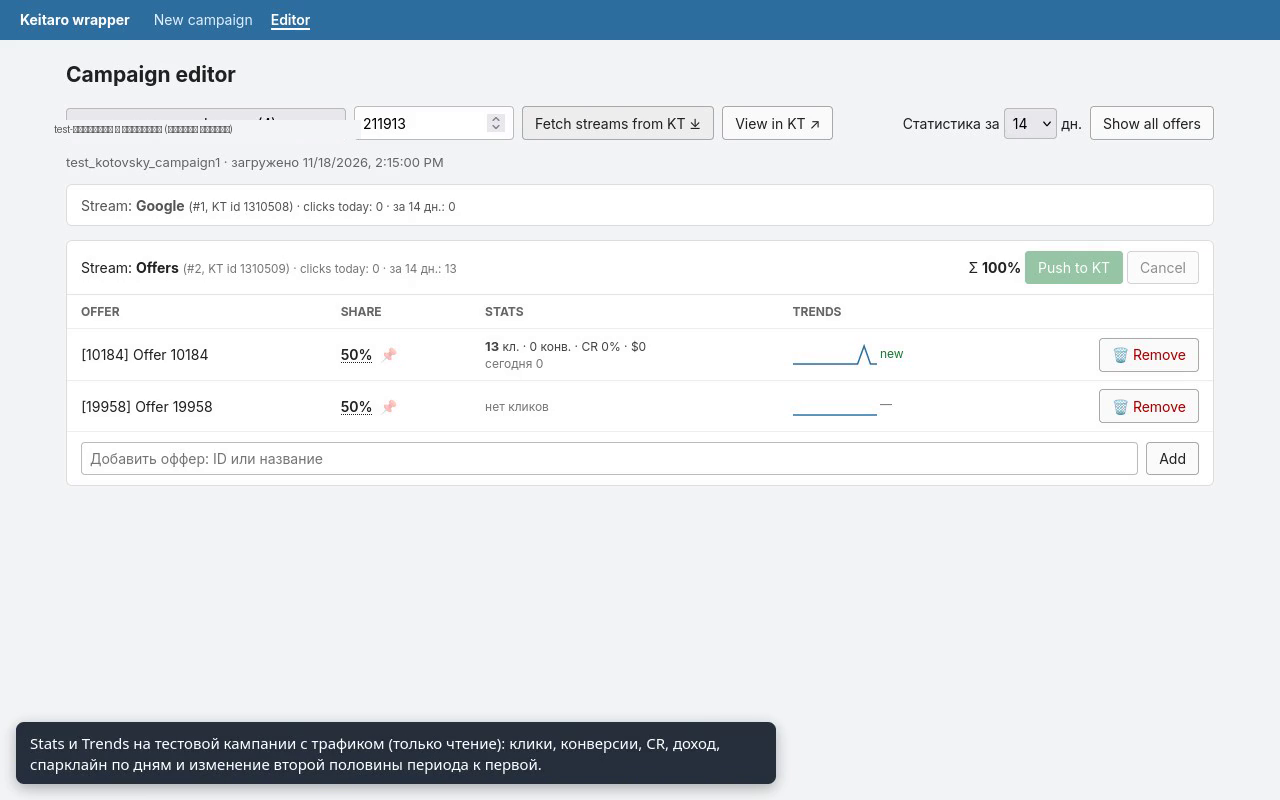 Keitaro wrapper New campaign Editor
Campaign editor
test-
211913 Fetch streams from KT ↓ View in KT ↗ Статистика за 14 дн. Show all offers
test_kotovsky_campaign1 · загружено 11/18/2026, 2:15:00 PM
Stream: Google (#1, KT id 1310508) · clicks today: 0 · за 14 дн.: 0
Stream: Offers (#2, KT id 1310509) · clicks today: 0 · за 14 дн.: 13 Σ 100% Push to KT Cancel
OFFER SHARE STATS TRENDS
[10184] Offer 10184 50% 13 кл. · 0 конв. · CR 0% · $0 new Remove
сегодня 0
[19958] Offer 19958 50% нет кликов — Remove
Добавить оффер: ID или название Add
Stats и Trends на тестовой кампании с трафиком (только чтение): клики, конверсии, CR, доход,
спарклайн по дням и изменение второй половины периода к первой.